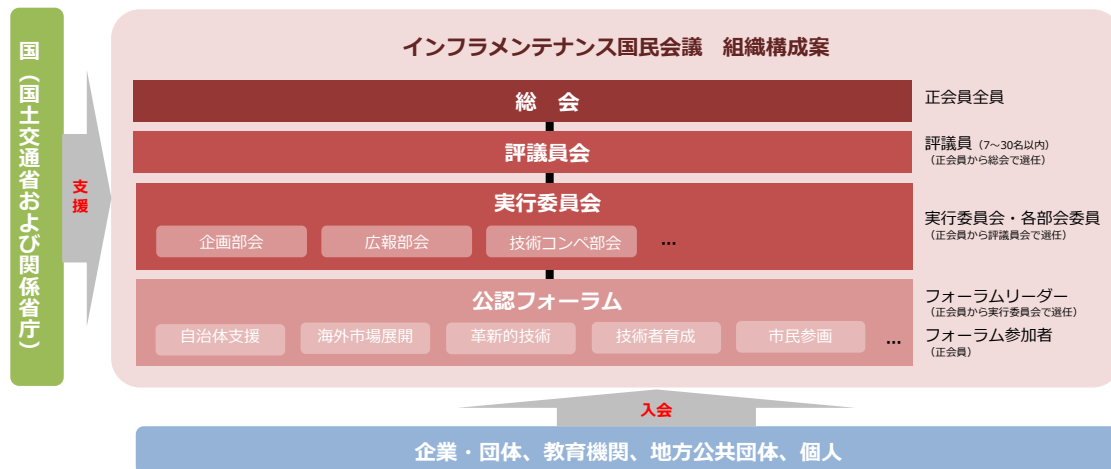 国（国土交通省および関係省庁）
支援
インフラメンテナンス国民会議　組織構成案
総　会
正会員全員
評議員会
評議員（7～30名以内）
（正会員から総会で選任）
実行委員会
企画部会
広報部会
技術コンペ部会
…
実行委員会・各部会委員
（正会員から評議員会で選任）
公認フォーラム
自治体支援
海外市場展開
革新的技術
技術者育成
市民参画
…
フォーラムリーダー
（正会員から実行委員会で選任）
フォーラム参加者
（正会員）
入会
企業・団体、教育機関、地方公共団体、個人